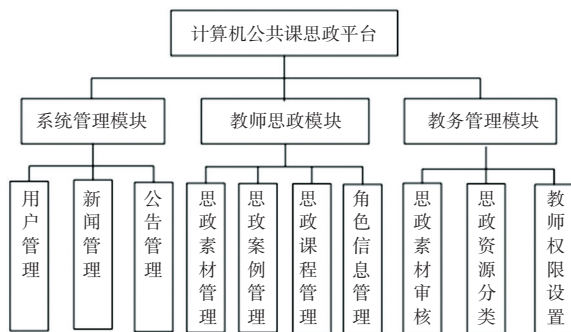 计算机公共课思政平台
系统管理模块
教师思政模块
教务管理模块
用户管理
新闻管理
公告管理
思政素材管理
思政案例管理
思政课程管理
角色信息管理
思政素材审核
思政资源分类
教师权限设置